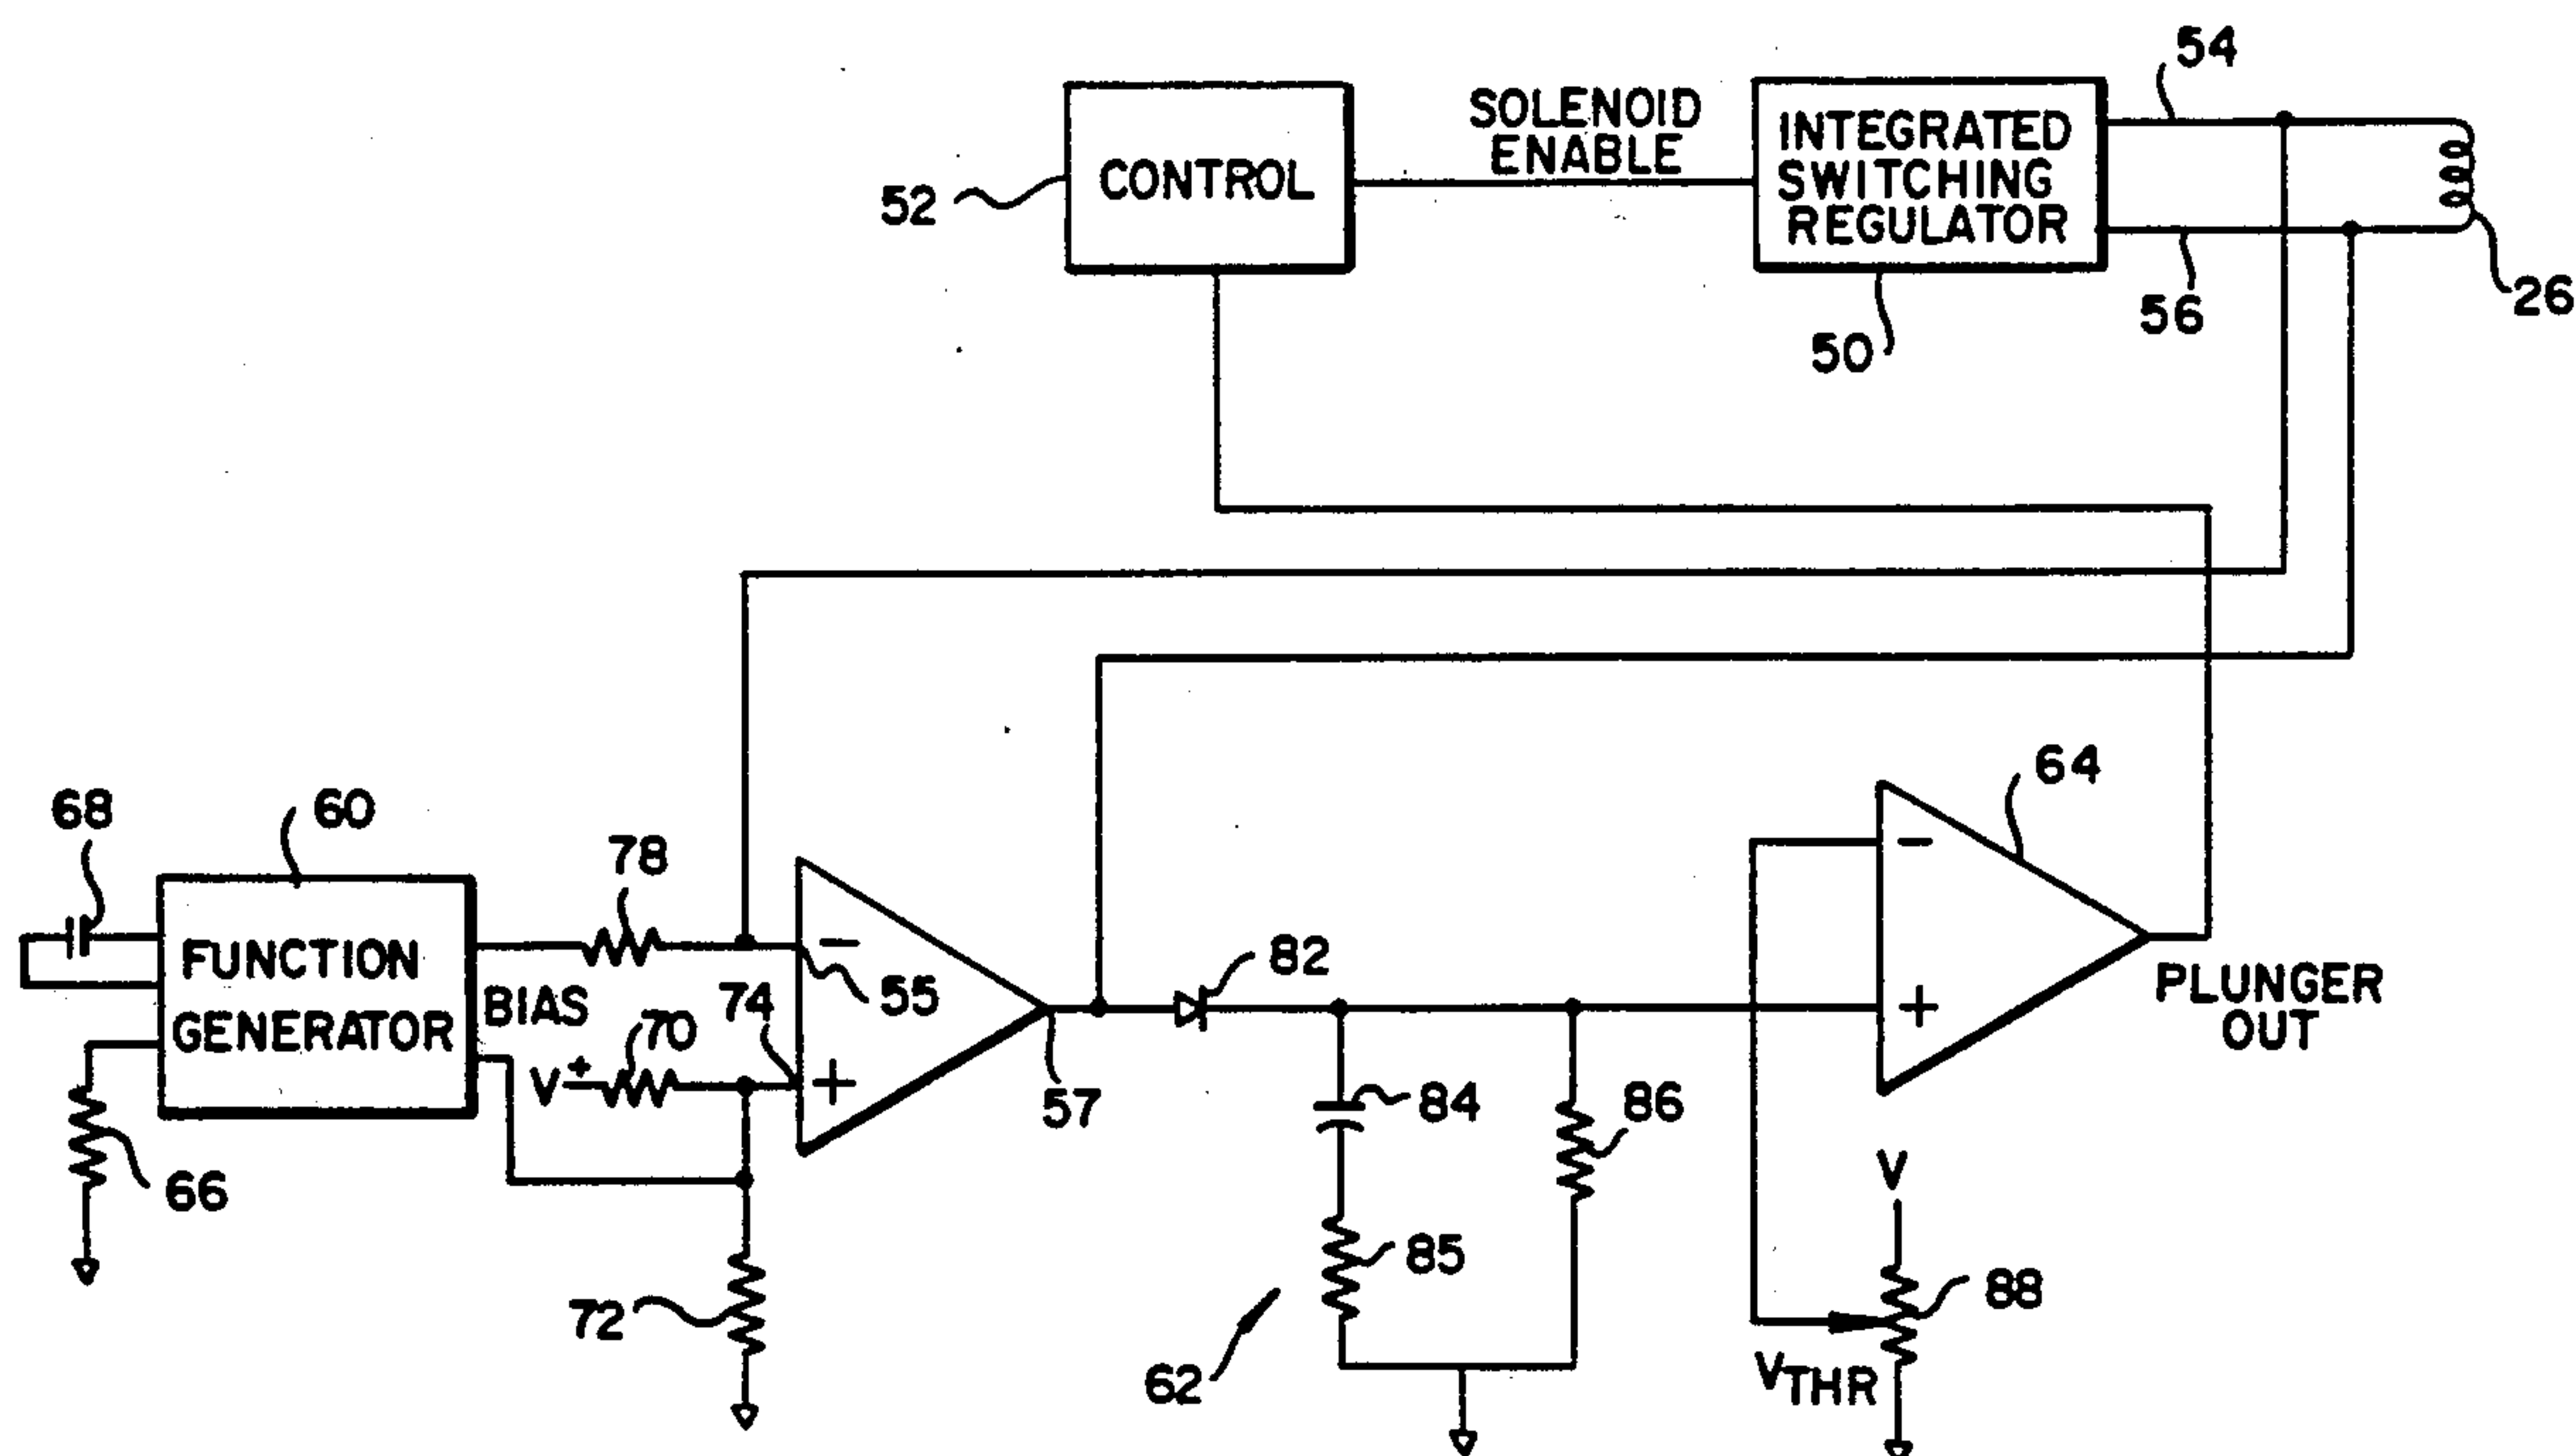 54
SOLENOID
ENABLE
INTEGRATED
SWITCHING
REGULATOR
CONTROL
52
26
56
50
64
68
60
78
FUNCTION
GENERATOR
BIAS
74
55
82
−
+
V+
70
57
−
+
PLUNGER
OUT
84
86
66
V
85
88
72
62
VTHR